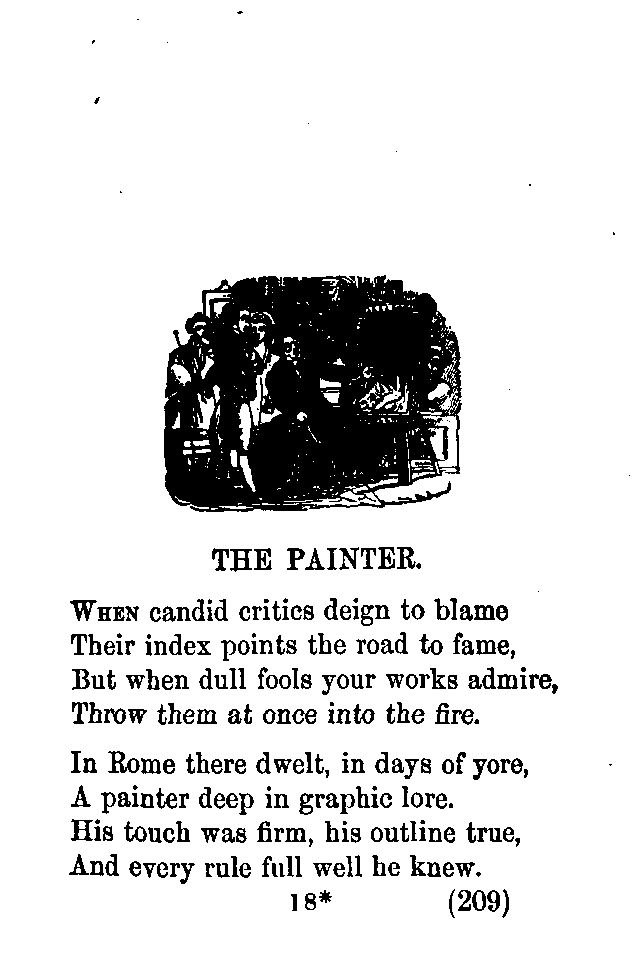 THE PAINTER.
WHEN candid critics deign to blame
Their index points the road to fame,
But when dull fools your works admire,
Throw them at once into the fire.
In Rome there dwelt, in days of yore,
A painter deep in graphic lore.
His touch was firm, his outline true,
And every rule full well he knew.
18* (209)